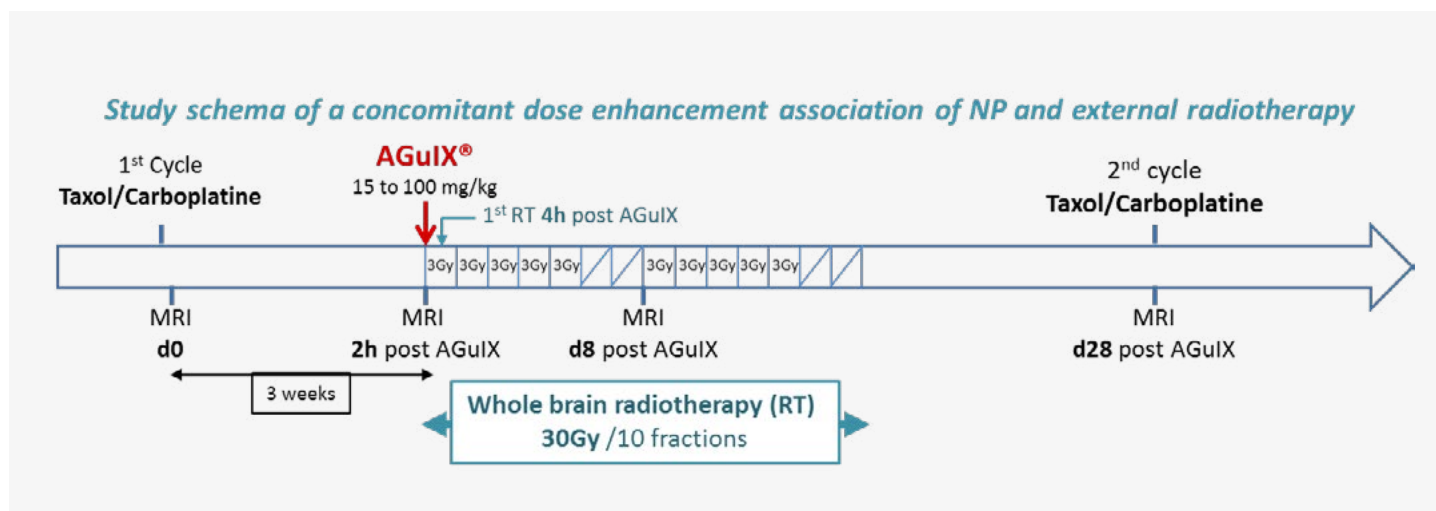 Study schema of a concomitant dose enhancement association of NP and external radiotherapy
1st Cycle
Taxol/Carboplatine
AGuIX®
15 to 100 mg/kg
1st RT 4h post AGuIX
2nd cycle
Taxol/Carboplatine
3Gy 3Gy 3Gy 3Gy 3Gy 3Gy 3Gy 3Gy 3Gy 3Gy
MRI
d0
MRI
2h post AGuIX
MRI
d8 post AGuIX
MRI
d28 post AGuIX
3 weeks
Whole brain radiotherapy (RT)
30Gy /10 fractions